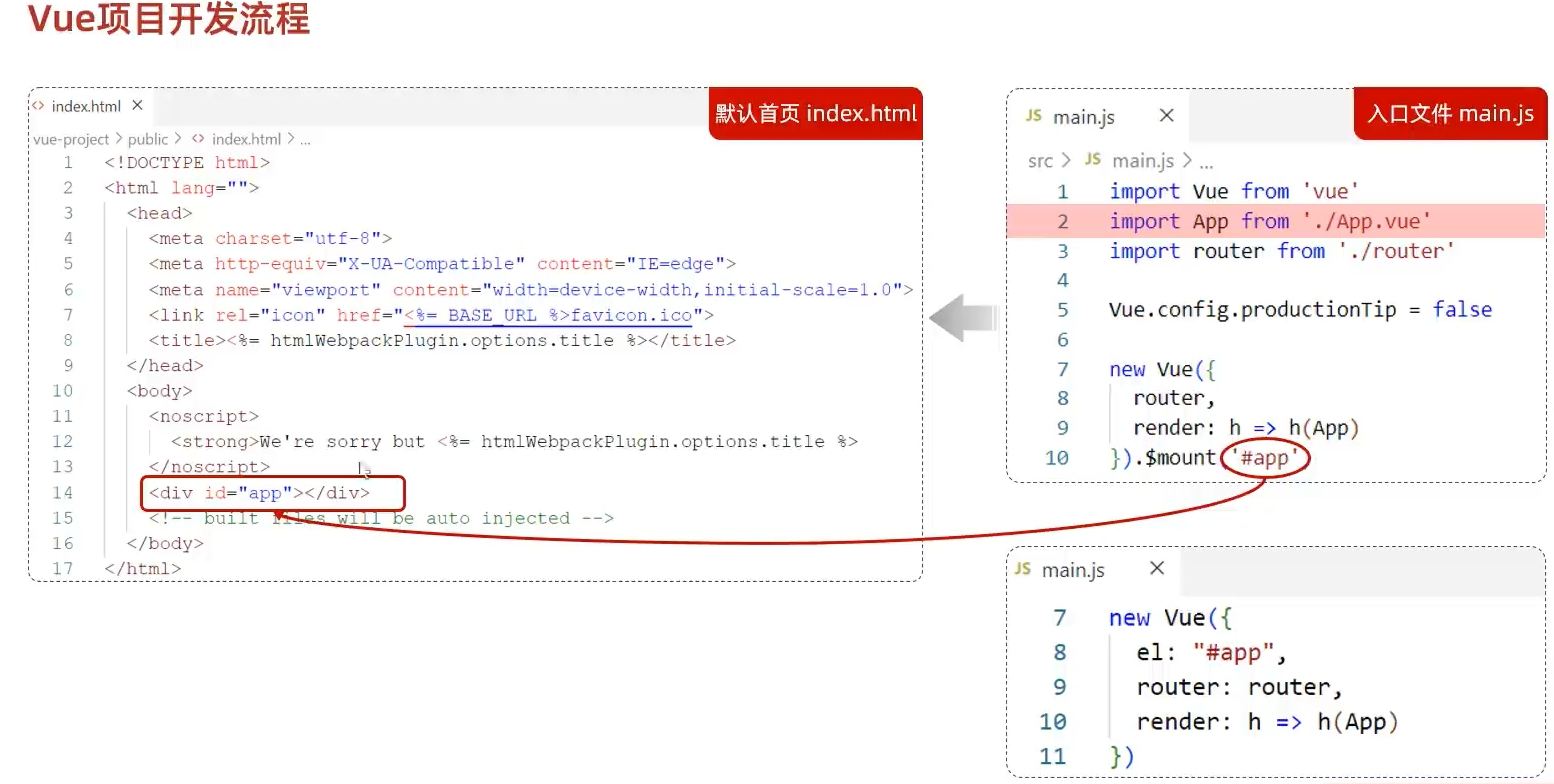 Vue项目开发流程
index.html
默认首页 index.html
vue-project > public > <> index.html > ...
1 <!DOCTYPE html>
2 <html lang="">
3 <head>
4 <meta charset="utf-8">
5 <meta http-equiv="X-UA-Compatible" content="IE=edge">
6 <meta name="viewport" content="width=device-width,initial-scale=1.0">
7 <link rel="icon" href="<%= BASE_URL %>favicon.ico">
8 <title><%= htmlWebpackPlugin.options.title %></title>
9 </head>
10 <body>
11 <noscript>
12 <strong>We're sorry but <%= htmlWebpackPlugin.options.title %>
13 </noscript>
14 <div id="app"></div>
15 <!-- built files will be auto injected -->
16 </body>
17 </html>
JS main.js
入口文件 main.js
src > JS main.js > ...
1 import Vue from 'vue'
2 import App from './App.vue'
3 import router from './router'
4
5 Vue.config.productionTip = false
6
7 new Vue({
8 router,
9 render: h => h(App)
10 }).$mount('#app')
JS main.js
7 new Vue({
8 el: "#app",
9 router: router,
10 render: h => h(App)
11 })